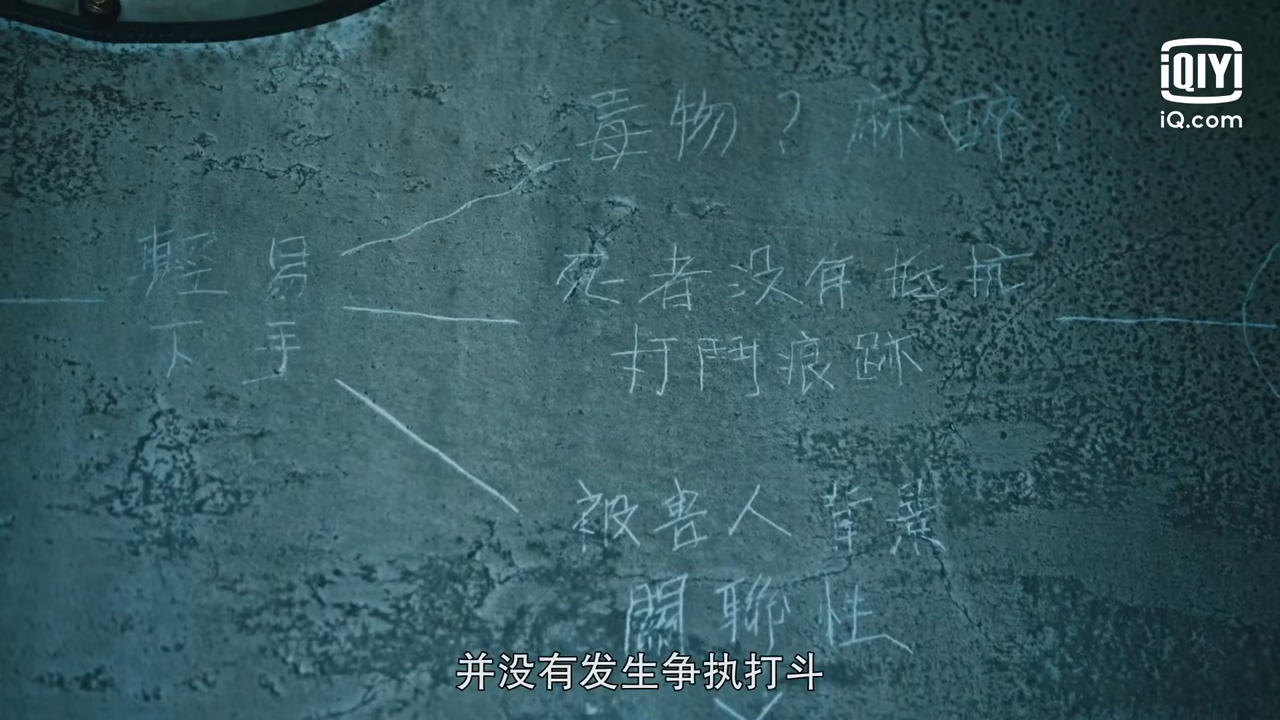 iQIYI
iQ.com
毒物？麻醉？
輕易
下手
死者没有抵抗
打鬥痕跡
被害人背景
關聯性
并没有发生争执打斗